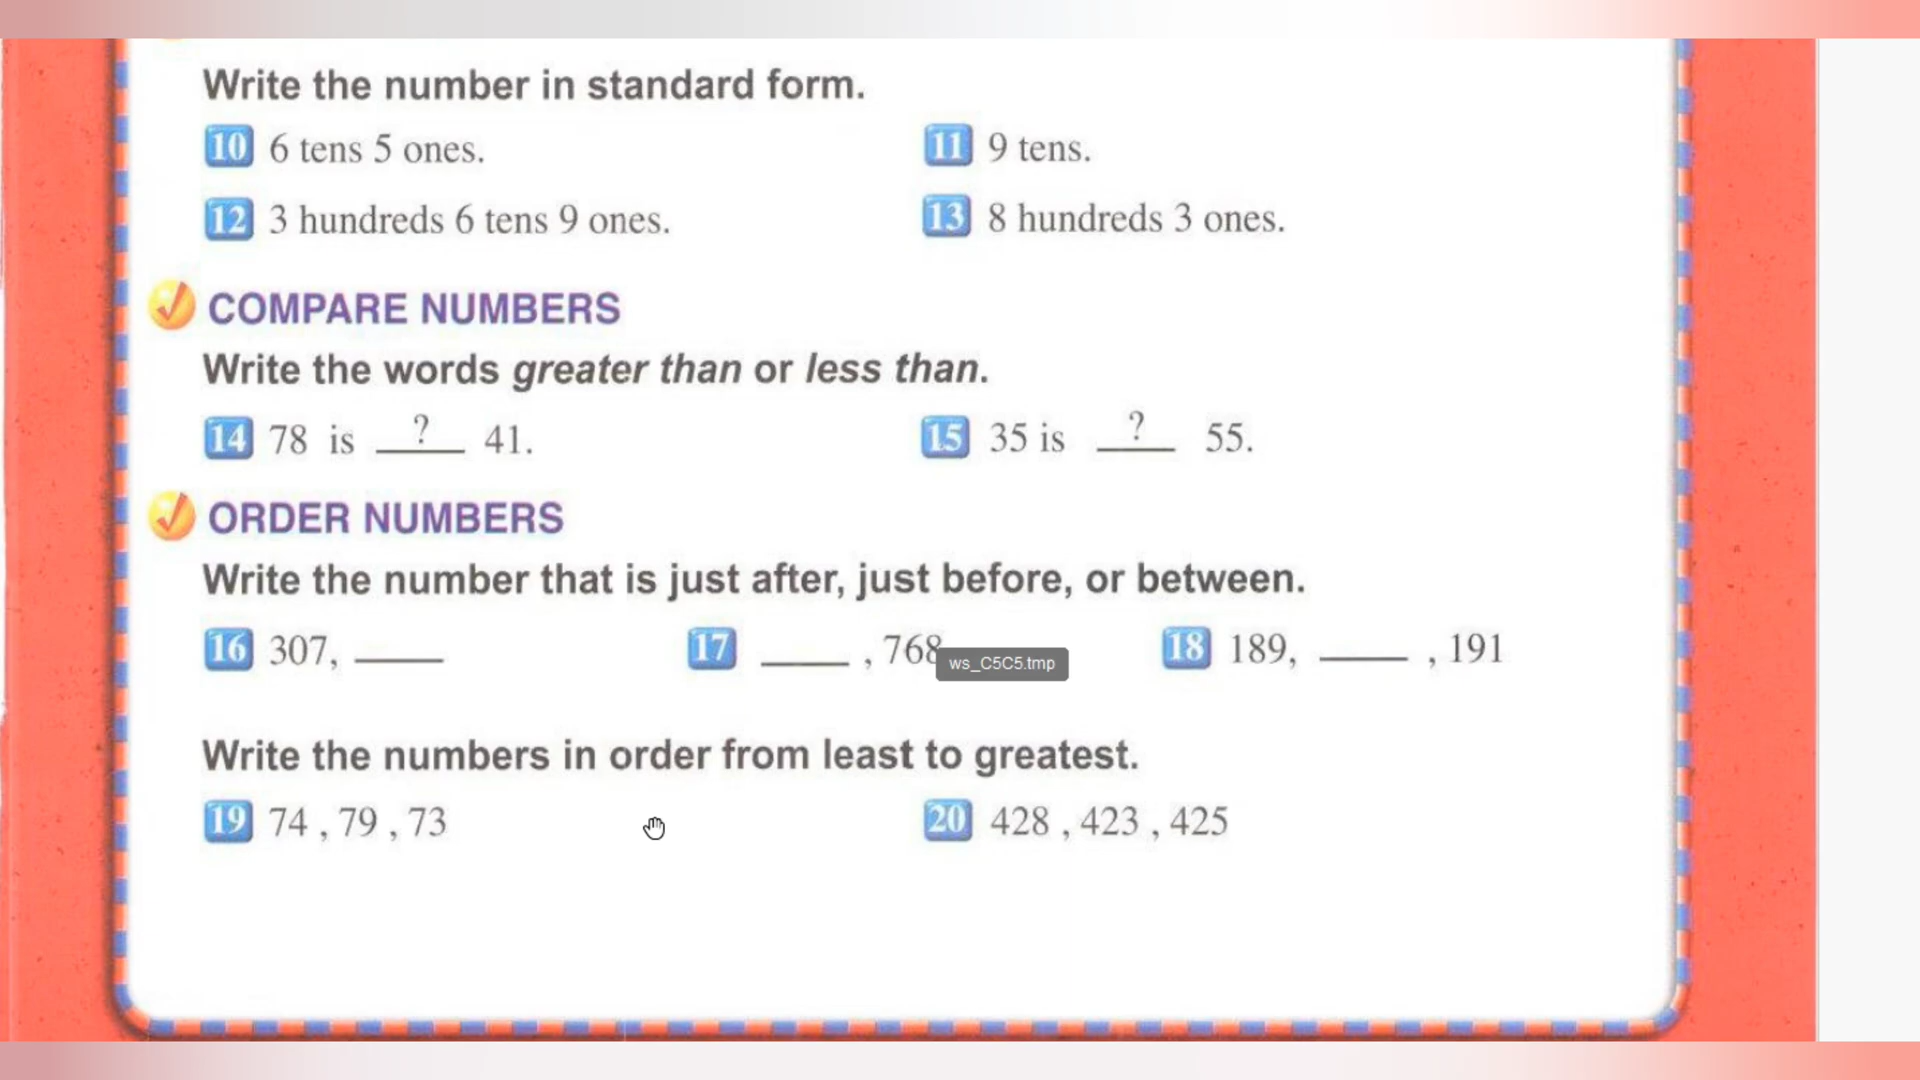 Write the number in standard form.
10 6 tens 5 ones.
11 9 tens.
12 3 hundreds 6 tens 9 ones.
13 8 hundreds 3 ones.
COMPARE NUMBERS
Write the words greater than or less than.
14 78 is ? 41.
15 35 is ? 55.
ORDER NUMBERS
Write the number that is just after, just before, or between.
16 307, ____
17 ____ , 768
ws_C5C5.tmp
18 189, ____ , 191
Write the numbers in order from least to greatest.
19 74 , 79 , 73
20 428 , 423 , 425